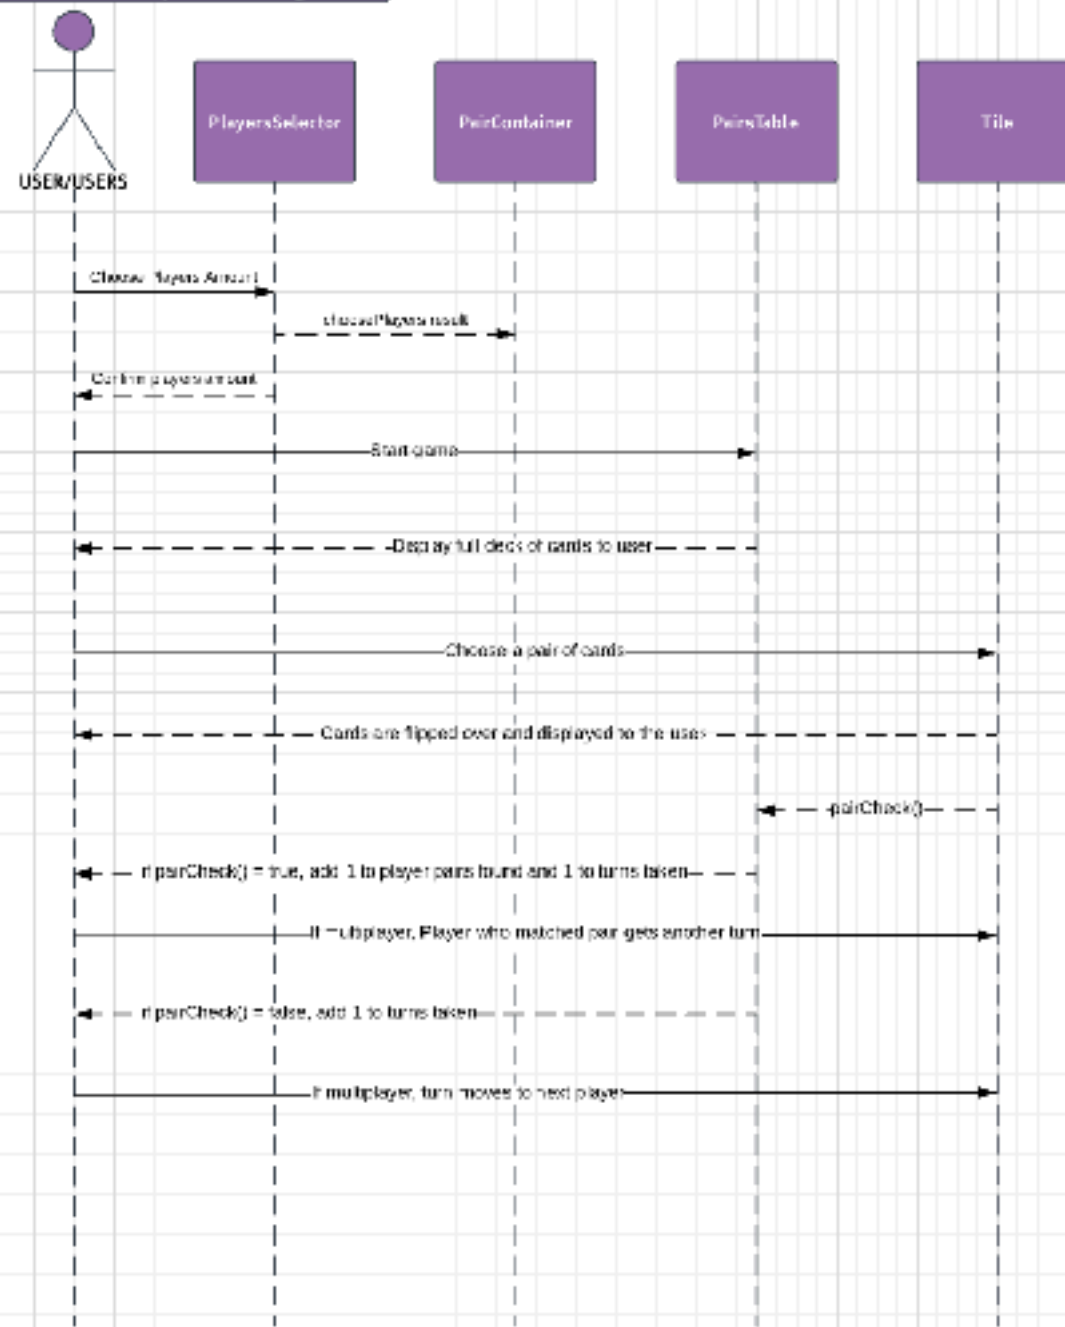 USER/USERS
PlayersSelector
PairContainer
PairsTable
Tile
Choose Players Amount
choosePlayers result
Confirm players amount
Start game
Display full deck of cards to user
Choose a pair of cards
Cards are flipped over and displayed to the user
pairCheck()
if pairCheck() = true, add 1 to player pairs found and 1 to turns taken
If multiplayer, Player who matched pair gets another turn
if pairCheck() = false, add 1 to turns taken
If multiplayer, turn moves to next player